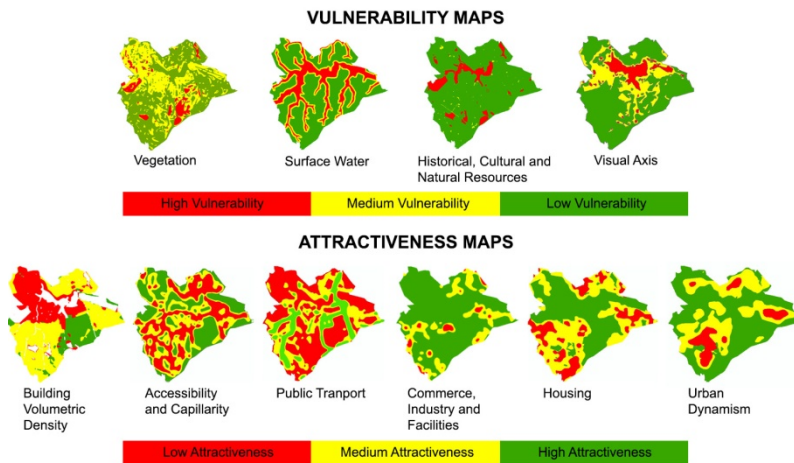 VULNERABILITY MAPS
Vegetation
Surface Water
Historical, Cultural and
Natural Resources
Visual Axis
High Vulnerability
Medium Vulnerability
Low Vulnerability
ATTRACTIVENESS MAPS
Building
Volumetric
Density
Accessibility
and Capillarity
Public Tranport
Commerce,
Industry and
Facilities
Housing
Urban
Dynamism
Low Attractiveness
Medium Attractiveness
High Attractiveness